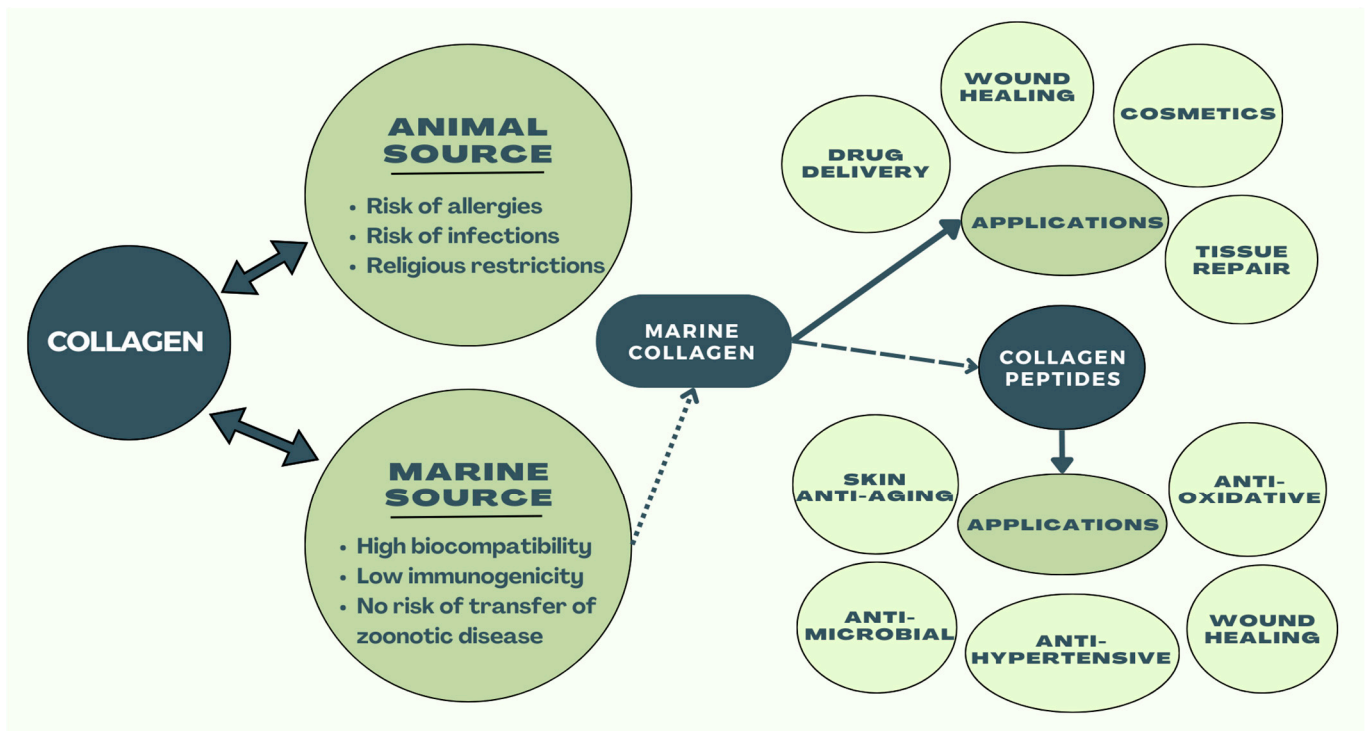 COLLAGEN
ANIMAL
SOURCE
• Risk of allergies
• Risk of infections
• Religious restrictions
MARINE
SOURCE
• High biocompatibility
• Low immunogenicity
• No risk of transfer of
zoonotic disease
MARINE
COLLAGEN
WOUND
HEALING
COSMETICS
DRUG
DELIVERY
APPLICATIONS
TISSUE
REPAIR
COLLAGEN
PEPTIDES
SKIN
ANTI-AGING
APPLICATIONS
ANTI-
OXIDATIVE
ANTI-
MICROBIAL
ANTI-
HYPERTENSIVE
WOUND
HEALING